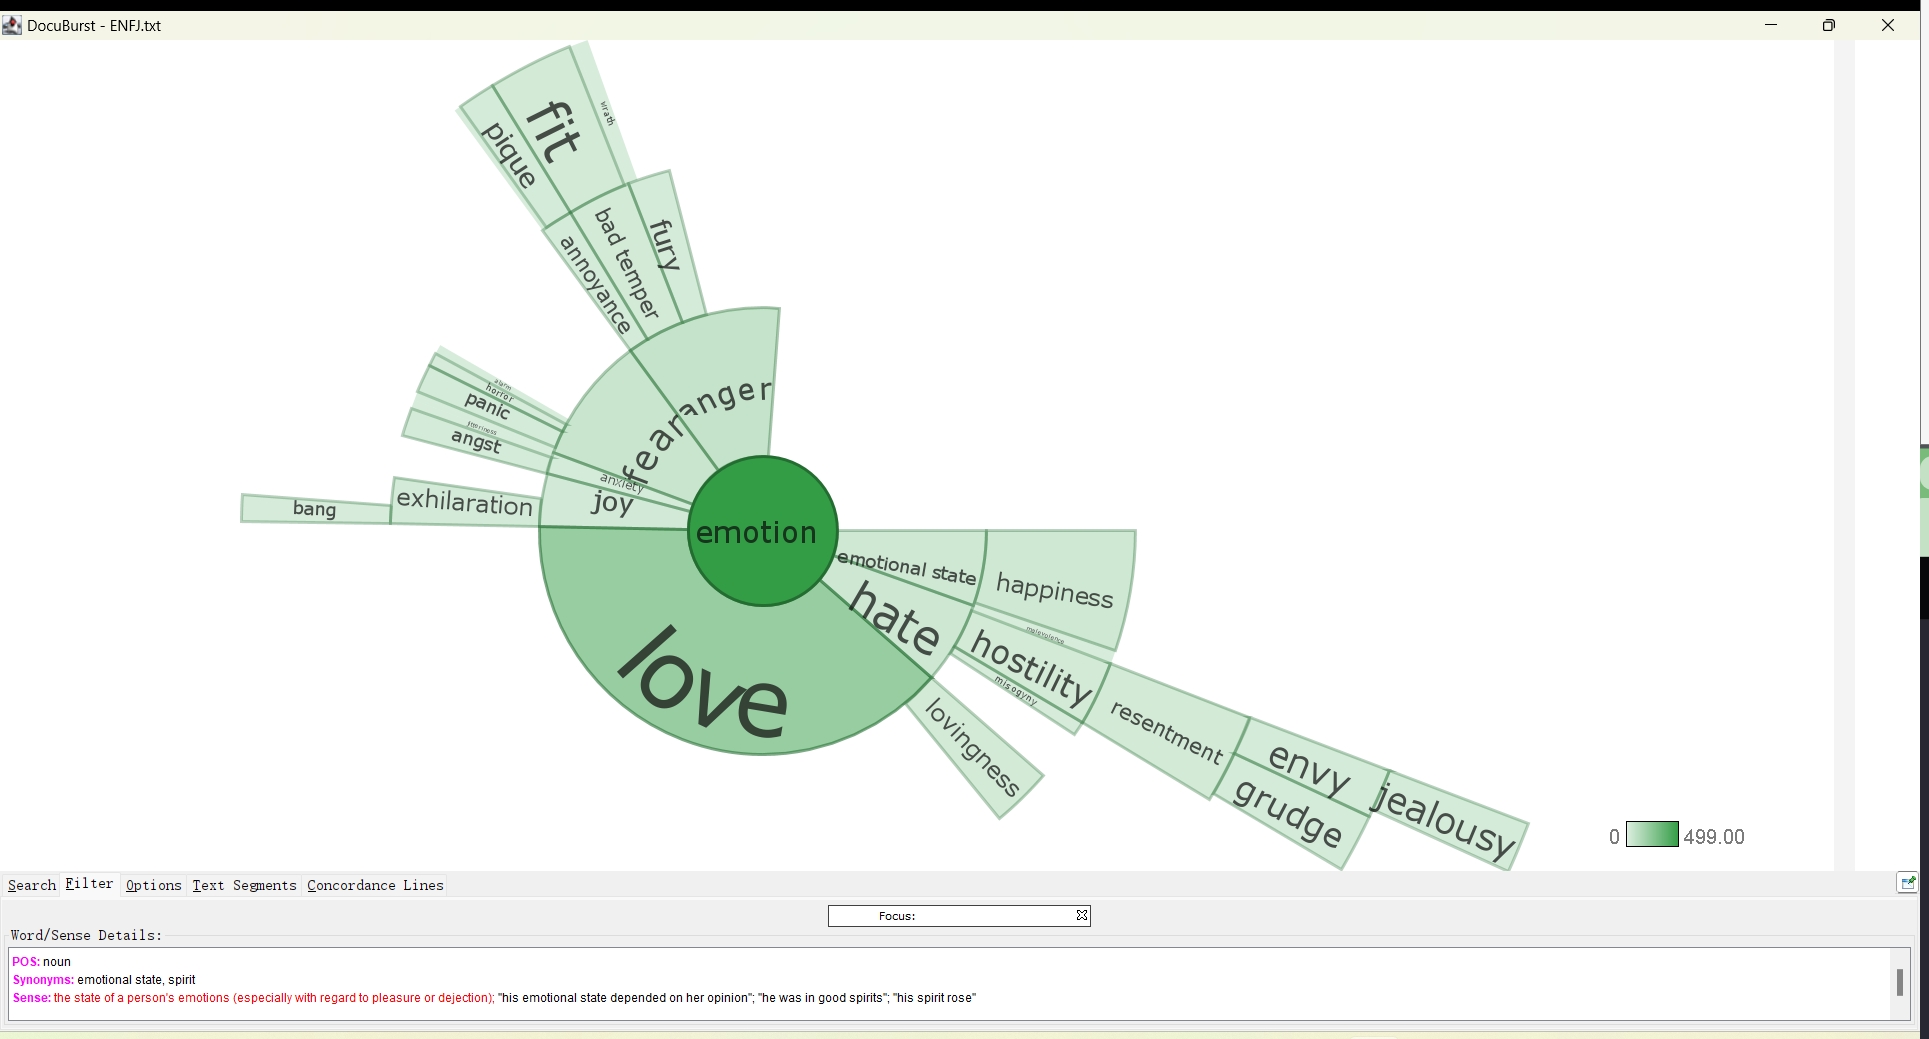 DocuBurst - ENFJ.txt
wrath
fit
pique
fury
bad temper
annoyance
anger
fear
alarm
horror
panic
angst
anxiety
joy
exhilaration
bang
emotion
emotional state
happiness
hate
malevolence
hostility
misogyny
resentment
envy
jealousy
grudge
love
lovingness
0 499.00
Search Filter Options Text Segments Concordance Lines
Focus:
Word/Sense Details:
POS: noun
Synonyms: emotional state, spirit
Sense: the state of a person's emotions (especially with regard to pleasure or dejection); "his emotional state depended on her opinion"; "he was in good spirits"; "his spirit rose"